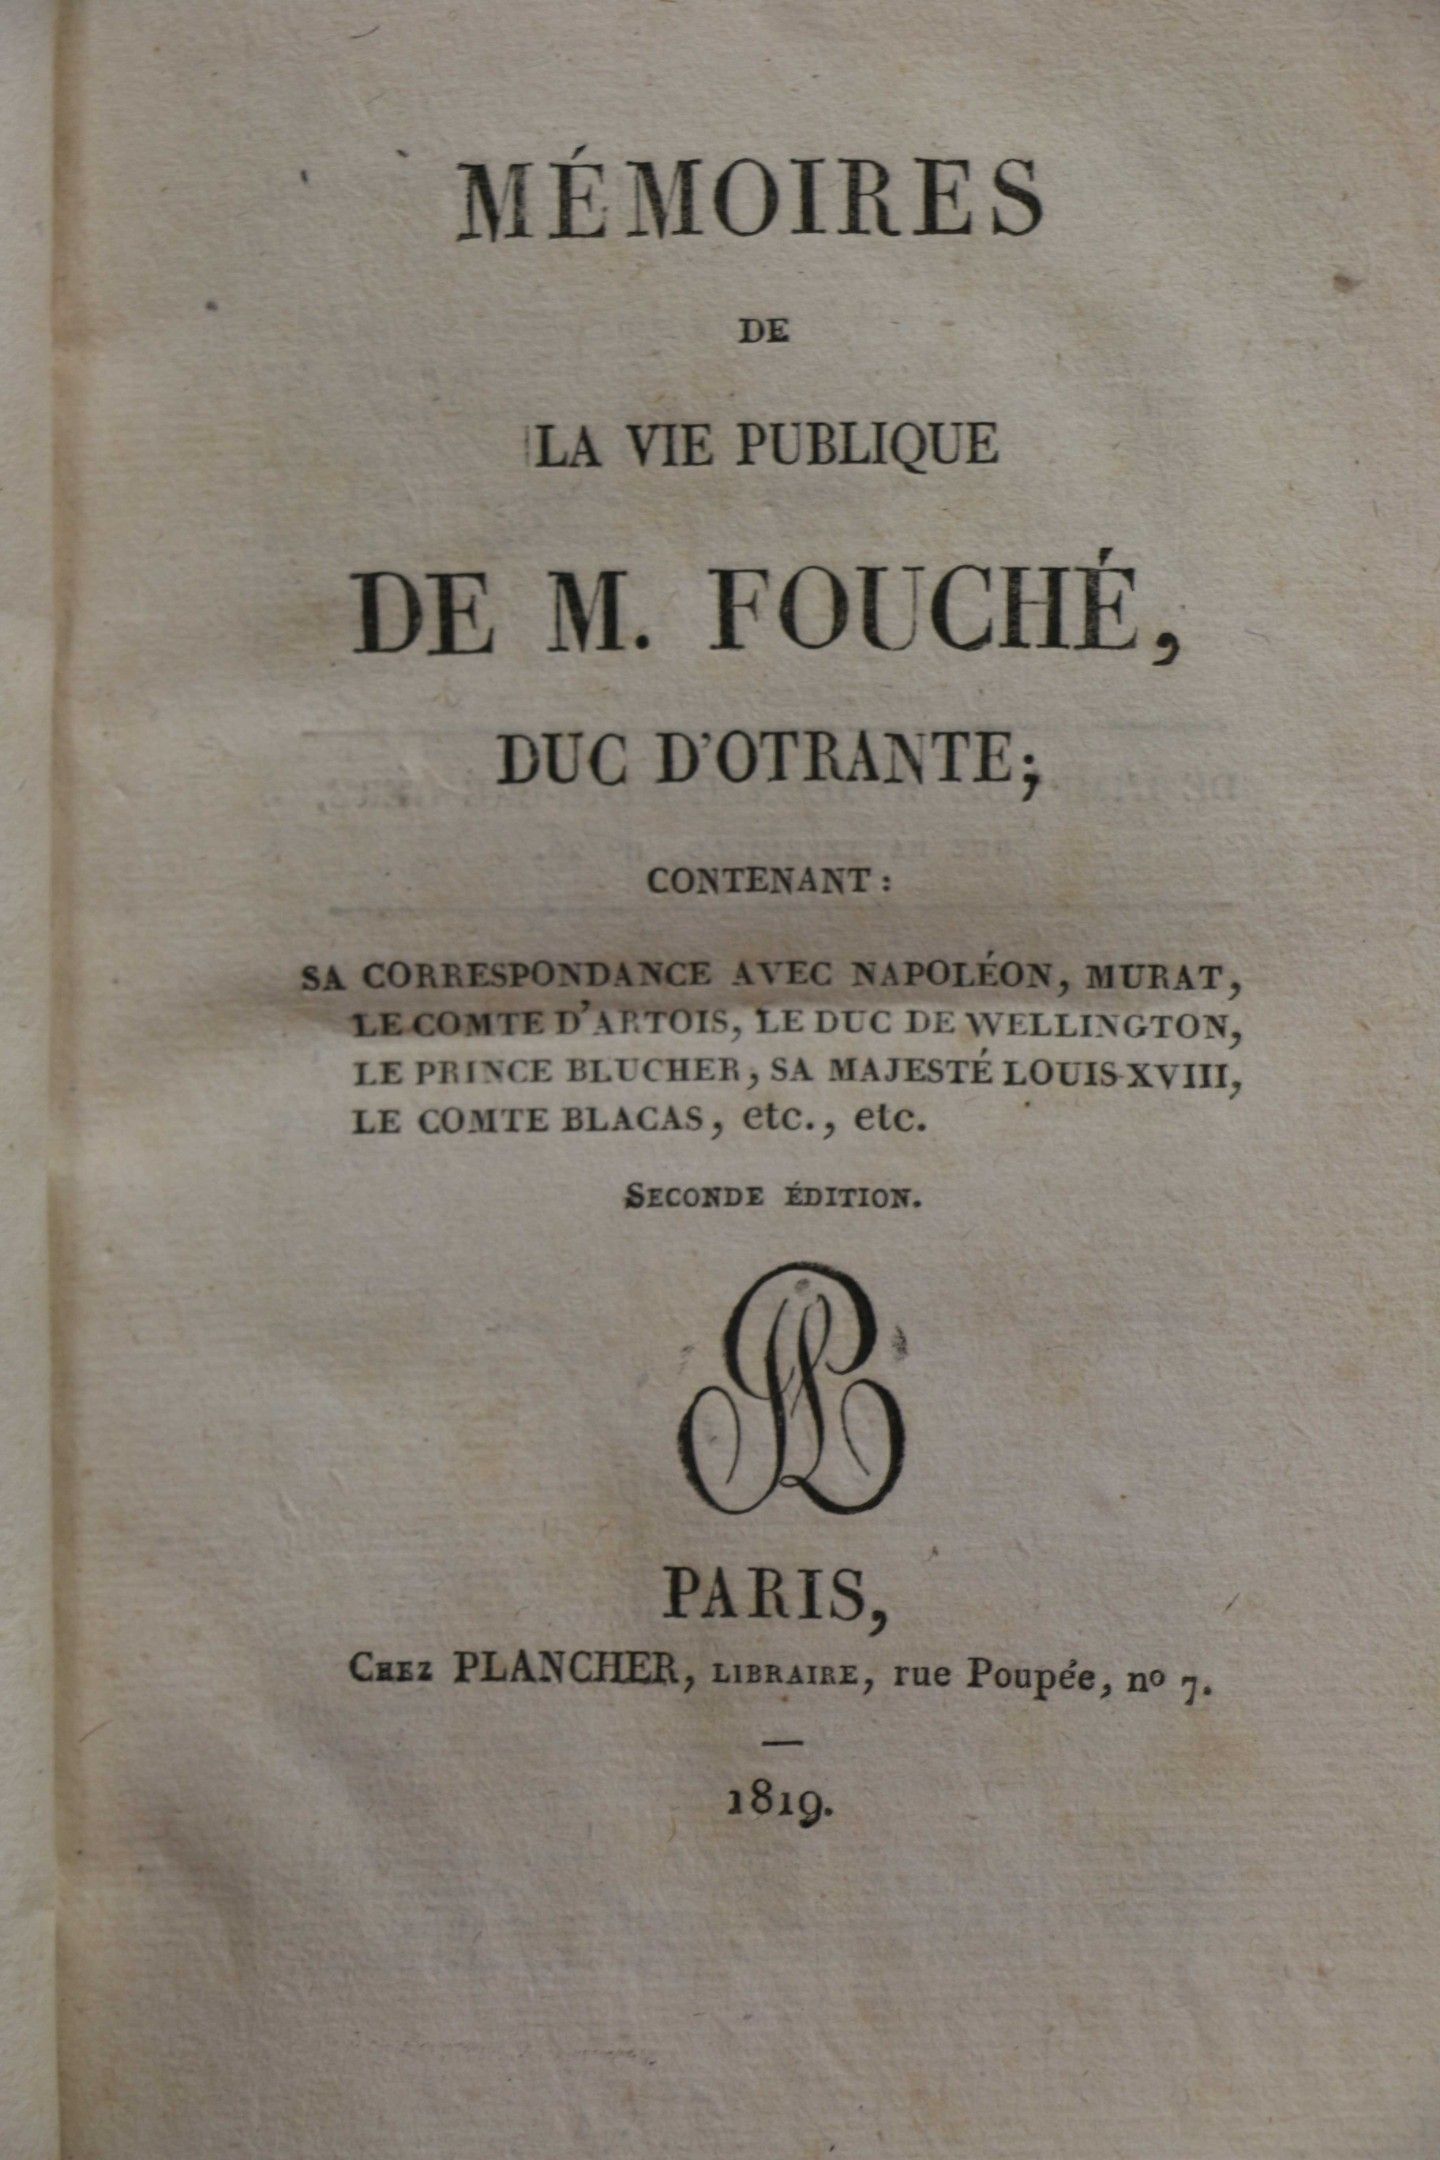 MÉMOIRES
DE
LA VIE PUBLIQUE
DE M. FOUCHÉ,
DUC D'OTRANTE;
CONTENANT :
SA CORRESPONDANCE AVEC NAPOLÉON, MURAT,
LE COMTE D'ARTOIS, LE DUC DE WELLINGTON,
LE PRINCE BLUCHER, SA MAJESTÉ LOUIS XVIII,
LE COMTE BLACAS, etc., etc.
SECONDE ÉDITION.
PARIS,
CHEZ PLANCHER, LIBRAIRE, rue Poupée, nº 7.
1819.